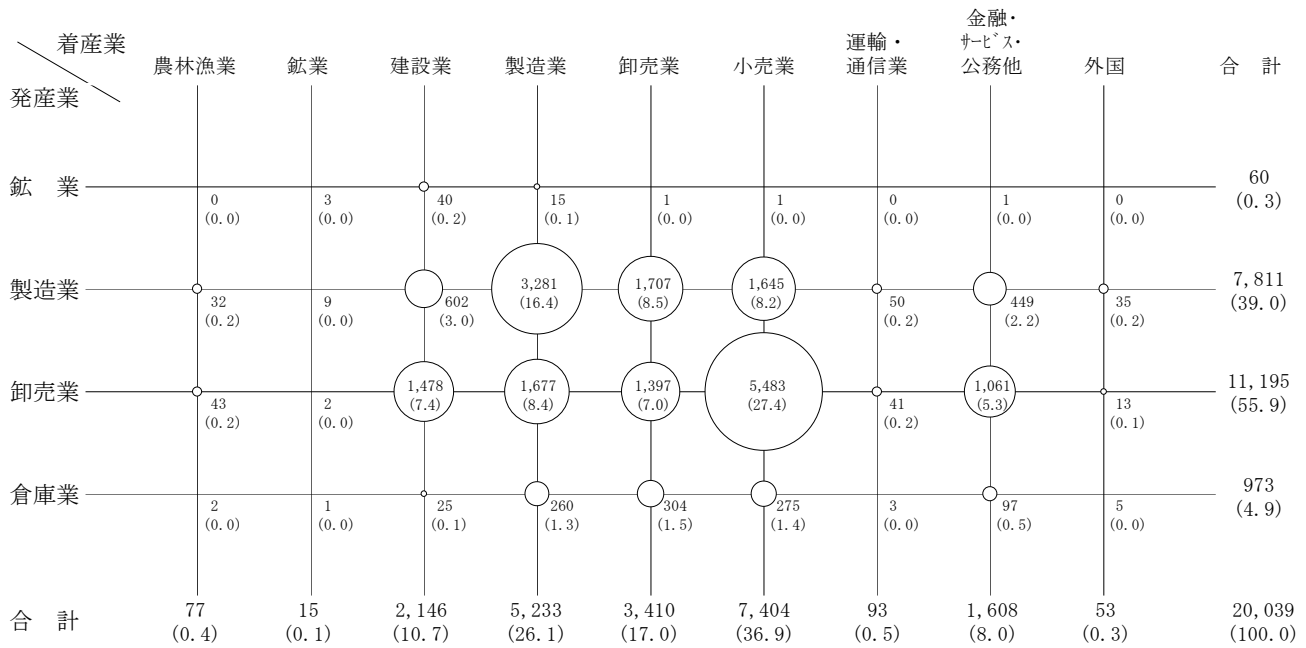 着産業
発産業
農林漁業 鉱業 建設業 製造業 卸売業 小売業 運輸・通信業 金融・サービス・公務他 外国 合 計
鉱 業
0 3 40 15 1 1 0 1 0 60
(0.0) (0.0) (0.2) (0.1) (0.0) (0.0) (0.0) (0.0) (0.0) (0.3)
製造業
32 9 602 3,281 1,707 1,645 50 449 35 7,811
(0.2) (0.0) (3.0) (16.4) (8.5) (8.2) (0.2) (2.2) (0.2) (39.0)
卸売業
43 2 1,478 1,677 1,397 5,483 41 1,061 13 11,195
(0.2) (0.0) (7.4) (8.4) (7.0) (27.4) (0.2) (5.3) (0.1) (55.9)
倉庫業
2 1 25 260 304 275 3 97 5 973
(0.0) (0.0) (0.1) (1.3) (1.5) (1.4) (0.0) (0.5) (0.0) (4.9)
合 計
77 15 2,146 5,233 3,410 7,404 93 1,608 53 20,039
(0.4) (0.1) (10.7) (26.1) (17.0) (36.9) (0.5) (8.0) (0.3) (100.0)